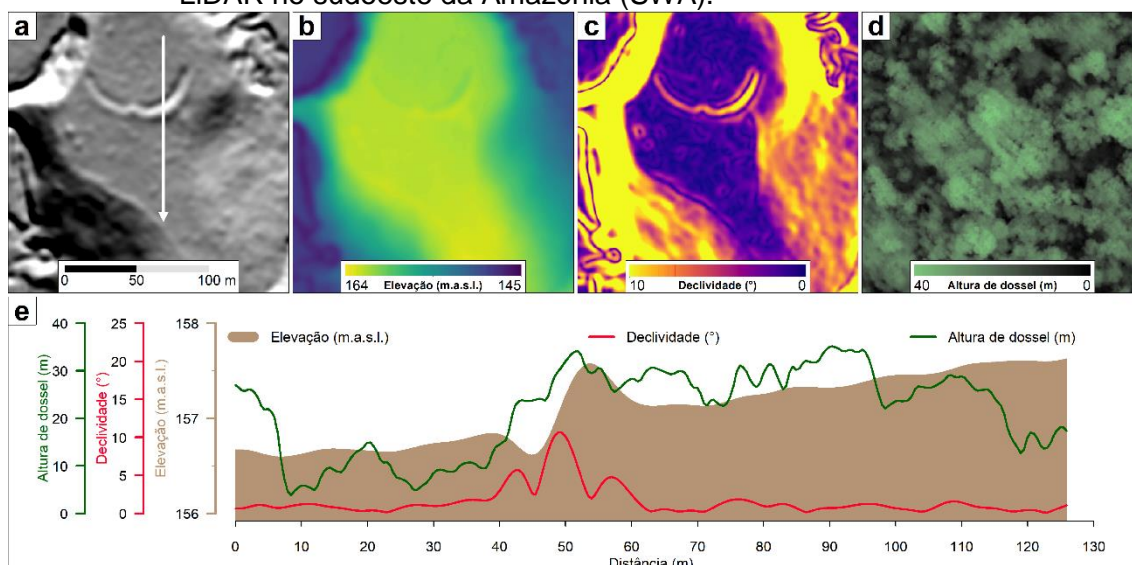 LiDAR no sudoeste da Amazônia (SWA).
a b c d
0 50 100 m
164 Elevação (m.a.s.l.) 145
10 Declividade (°) 0
40 Altura de dossel (m) 0
e
Elevação (m.a.s.l.) Declividade (°) Altura de dossel (m)
Altura de dossel (m)
40
30
20
10
0
Declividade (°)
25
20
15
10
5
0
Elevação (m.a.s.l.)
158
157
156
0 10 20 30 40 50 60 70 80 90 100 110 120 130
Distância (m)